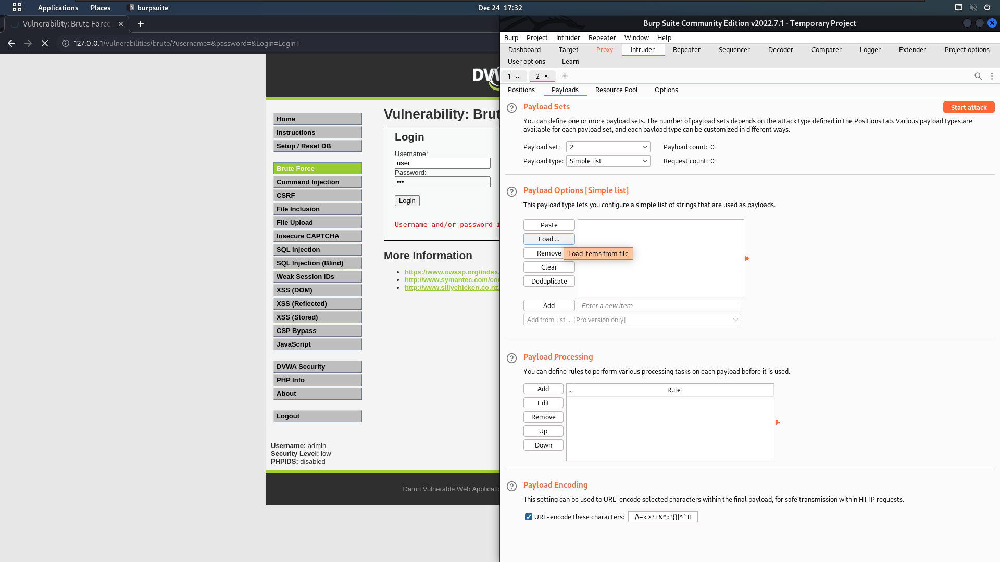 Applications Places burpsuite Dec 24 17:32
Vulnerability: Brute Force
127.0.0.1/vulnerabilities/brute/?username=&password=&Login=Login#
Home
Instructions
Setup / Reset DB
Brute Force
Command Injection
CSRF
File Inclusion
File Upload
Insecure CAPTCHA
SQL Injection
SQL Injection (Blind)
Weak Session IDs
XSS (DOM)
XSS (Reflected)
XSS (Stored)
CSP Bypass
JavaScript
DVWA Security
PHP Info
About
Logout
Username: admin
Security Level: low
PHPIDS: disabled
Vulnerability: Brut
Login
Username:
user
Password:
•••
Login
Username and/or password i
More Information
• https://www.owasp.org/index.
• http://www.symantec.com/con
• http://www.sillychicken.co.nz/
Damn Vulnerable Web Applicatio
Burp Suite Community Edition v2022.7.1 - Temporary Project
Burp Project Intruder Repeater Window Help
Dashboard Target Proxy Intruder Repeater Sequencer Decoder Comparer Logger Extender Project options
User options Learn
1 × 2 × +
Positions Payloads Resource Pool Options
Payload Sets
Start attack
You can define one or more payload sets. The number of payload sets depends on the attack type defined in the Positions tab. Various payload types are
available for each payload set, and each payload type can be customized in different ways.
Payload set: 2 Payload count: 0
Payload type: Simple list Request count: 0
Payload Options [Simple list]
This payload type lets you configure a simple list of strings that are used as payloads.
Paste
Load ...
Remove
Load items from file
Clear
Deduplicate
Add Enter a new item
Add from list ... [Pro version only]
Payload Processing
You can define rules to perform various processing tasks on each payload before it is used.
Add ... Rule
Edit
Remove
Up
Down
Payload Encoding
This setting can be used to URL-encode selected characters within the final payload, for safe transmission within HTTP requests.
URL-encode these characters: ./\=<>?+&*;:"{}|^`#